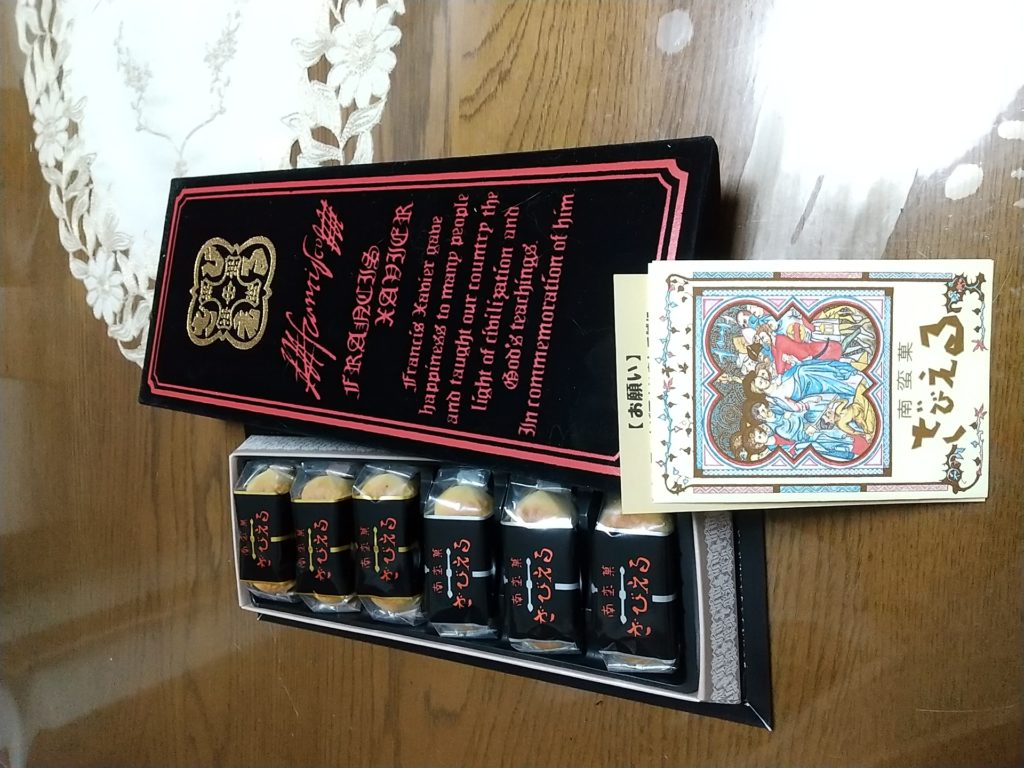 FRANCIS
XAVIER
Francis Xavier gave
happiness to many people
and taught our country the
light of civilization and
God's teachings.
In commemoration of him
【お願い】
南蛮菓
ざびえる
南蛮菓
ざびえる
南蛮菓
ざびえる
南蛮菓
ざびえる
南蛮菓
ざびえる
南蛮菓
ざびえる
南蛮菓
ざびえる